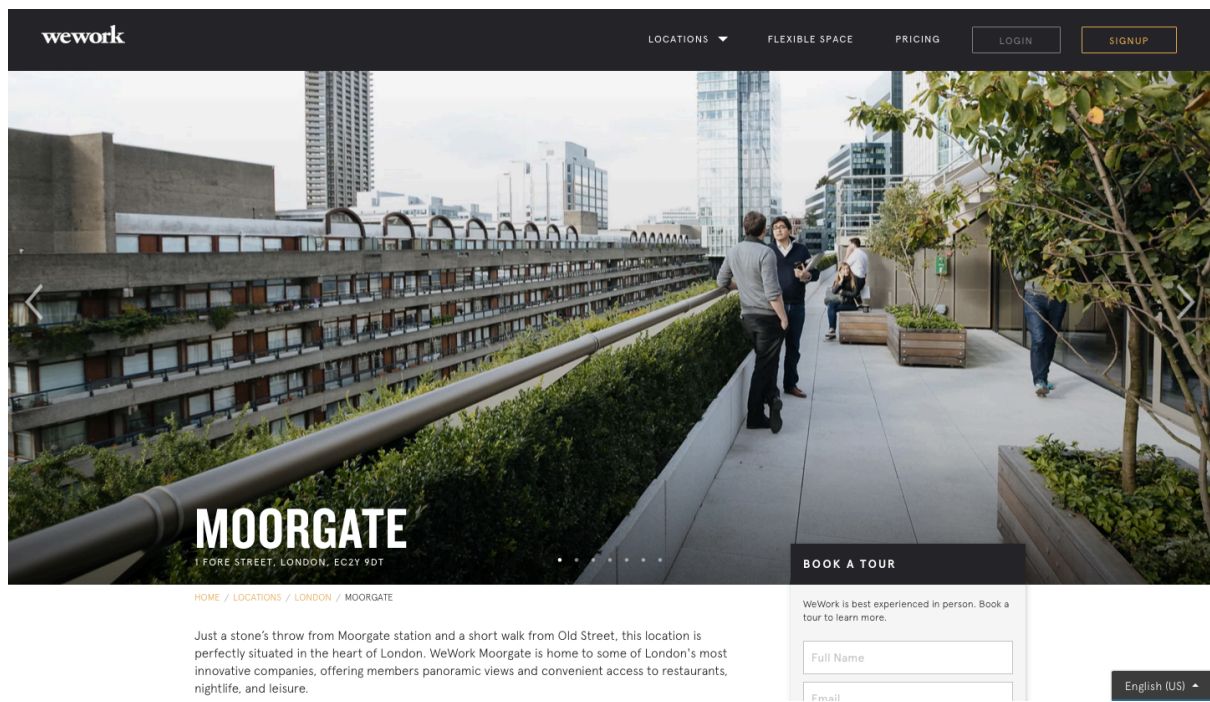 wework
LOCATIONS
FLEXIBLE SPACE
PRICING
LOGIN
SIGNUP
MOORGATE
1 FORE STREET, LONDON, EC2Y 9DT
BOOK A TOUR
HOME / LOCATIONS / LONDON / MOORGATE
WeWork is best experienced in person. Book a
tour to learn more.
Just a stone’s throw from Moorgate station and a short walk from Old Street, this location is
perfectly situated in the heart of London. WeWork Moorgate is home to some of London's most
innovative companies, offering members panoramic views and convenient access to restaurants,
nightlife, and leisure.
Full Name
Email
English (US)